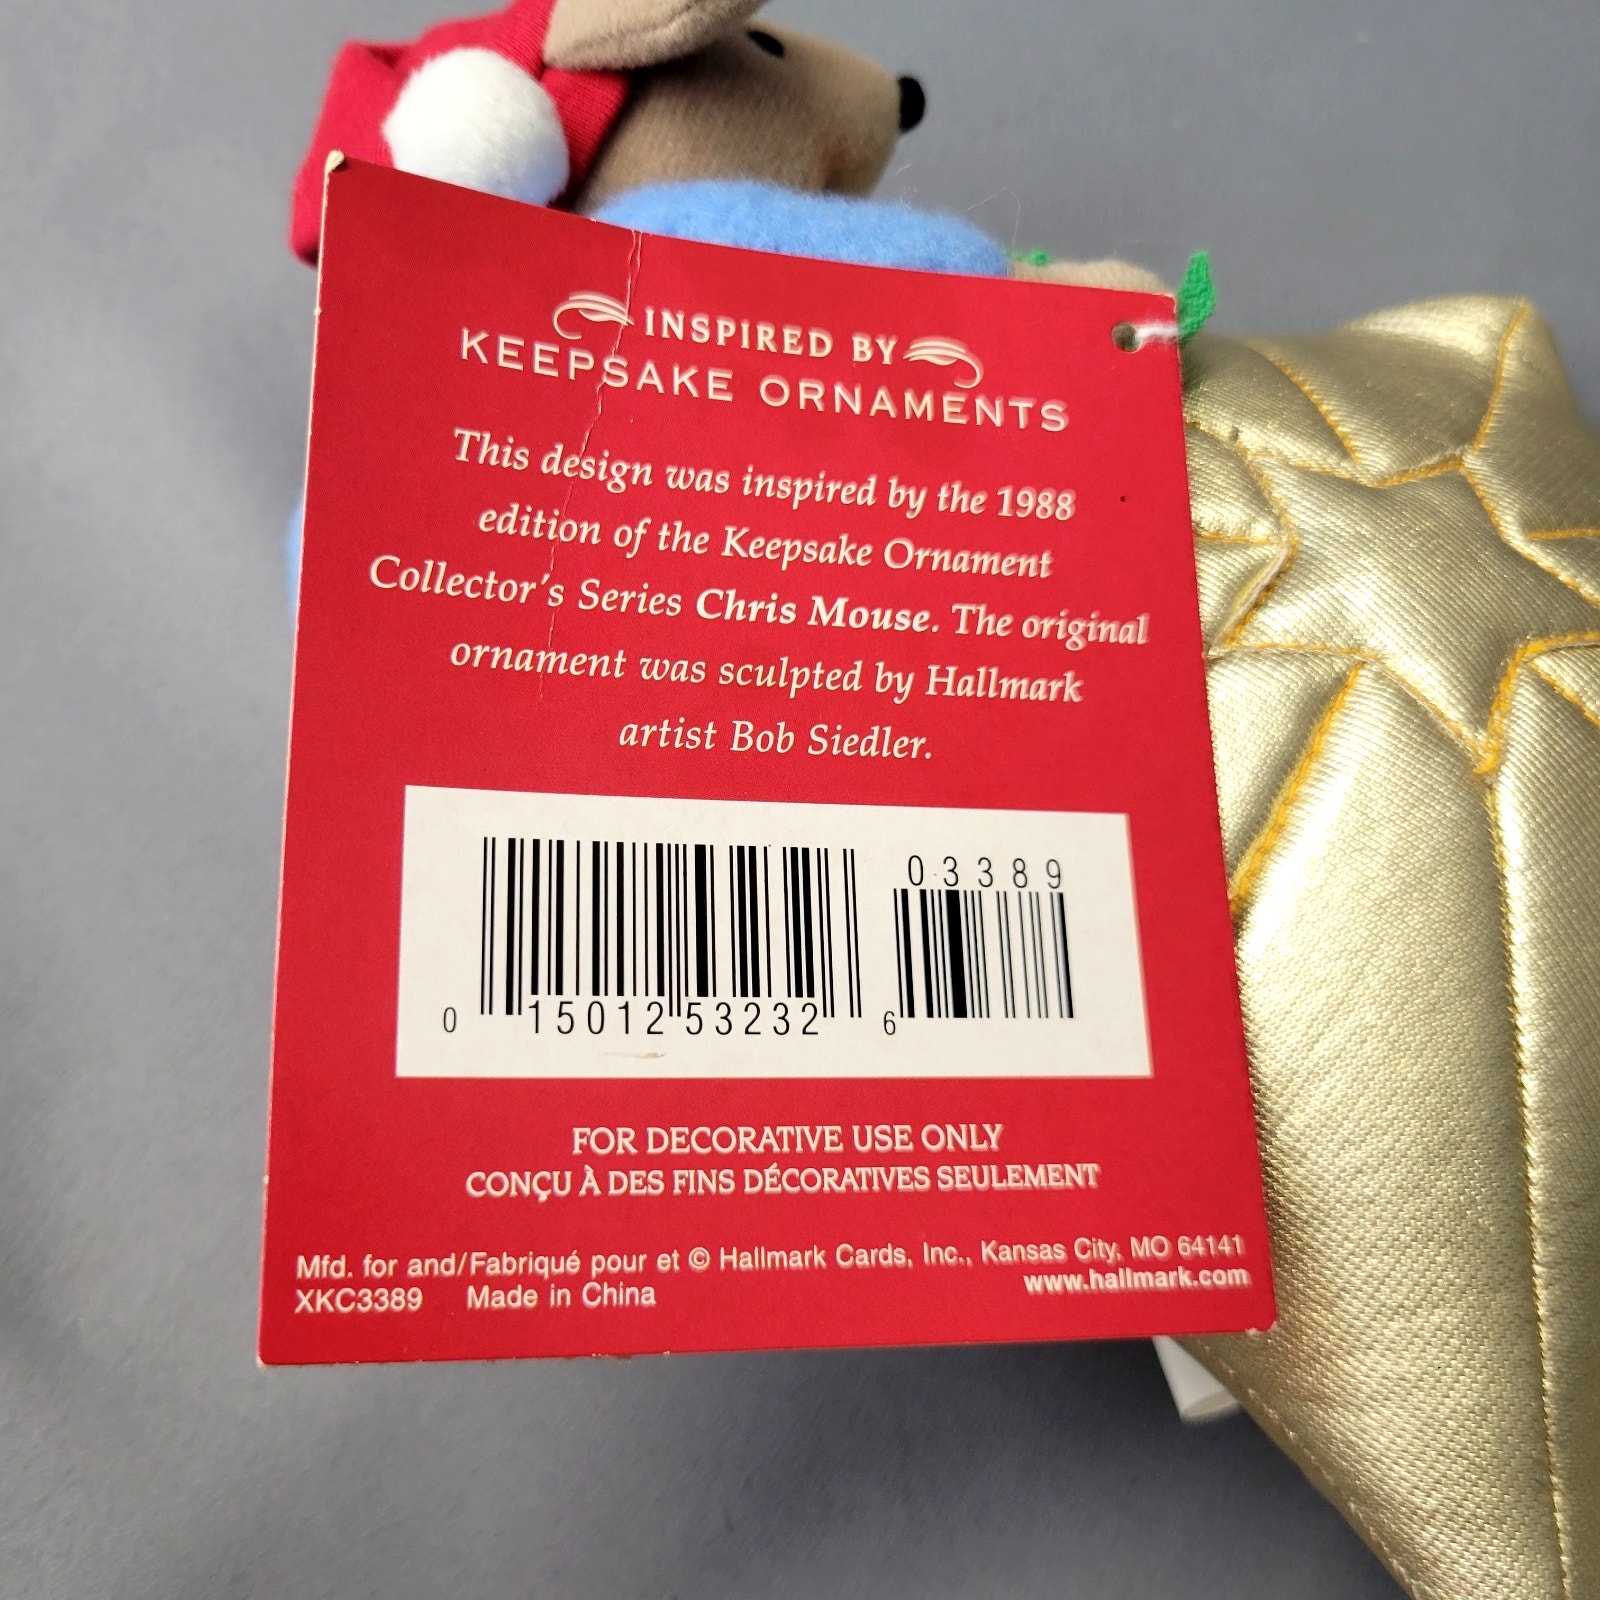 INSPIRED BY
KEEPSAKE ORNAMENTS
This design was inspired by the 1988
edition of the Keepsake Ornament
Collector's Series Chris Mouse. The original
ornament was sculpted by Hallmark
artist Bob Siedler.
03389
0 15012 53232 6
FOR DECORATIVE USE ONLY
CONÇU À DES FINS DÉCORATIVES SEULEMENT
Mfd. for and/Fabriqué pour et © Hallmark Cards, Inc., Kansas City, MO 64141
www.hallmark.com
XKC3389 Made in China